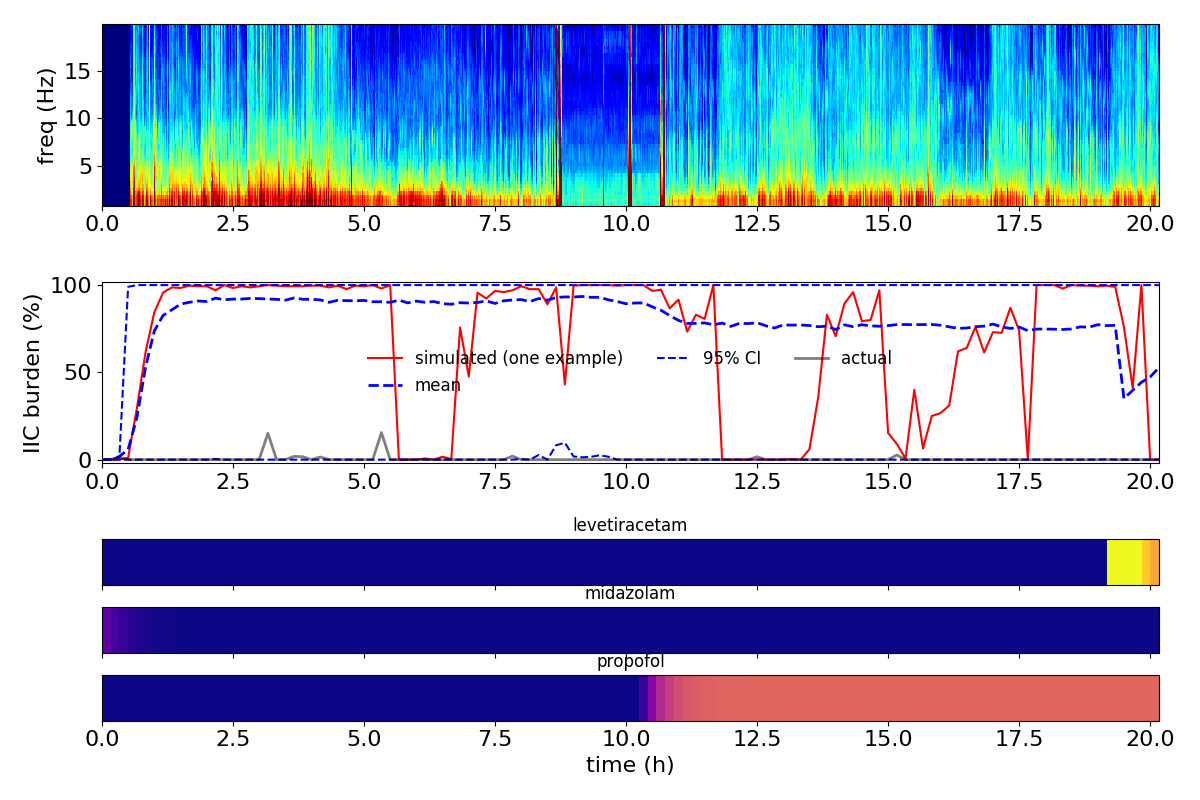 freq (Hz)
15
10
5
0.0 2.5 5.0 7.5 10.0 12.5 15.0 17.5 20.0
IIC burden (%)
100
50
0
simulated (one example) 95% CI actual
mean
0.0 2.5 5.0 7.5 10.0 12.5 15.0 17.5 20.0
levetiracetam
midazolam
propofol
0.0 2.5 5.0 7.5 10.0 12.5 15.0 17.5 20.0
time (h)